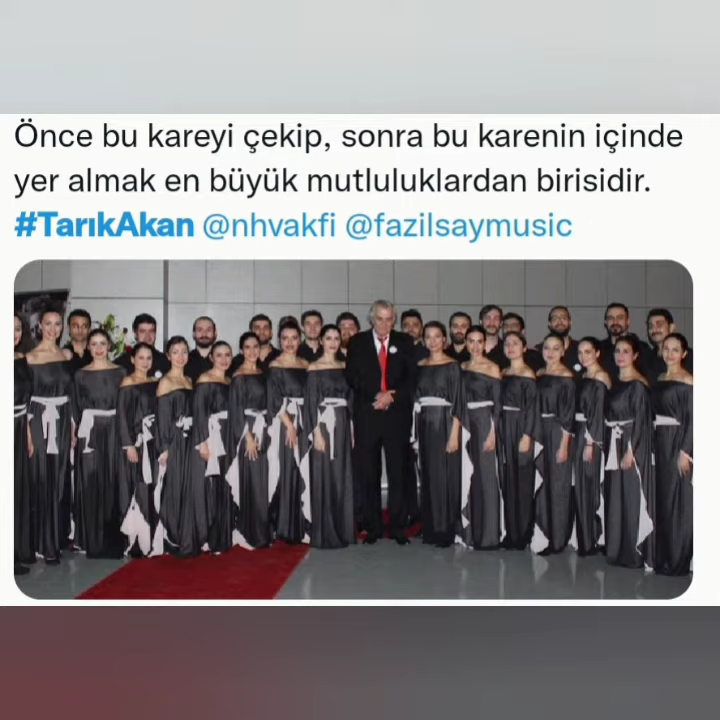 Önce bu kareyi çekip, sonra bu karenin içinde
yer almak en büyük mutluluklardan birisidir.
#TarıkAkan @nhvakfi @fazilsaymusic